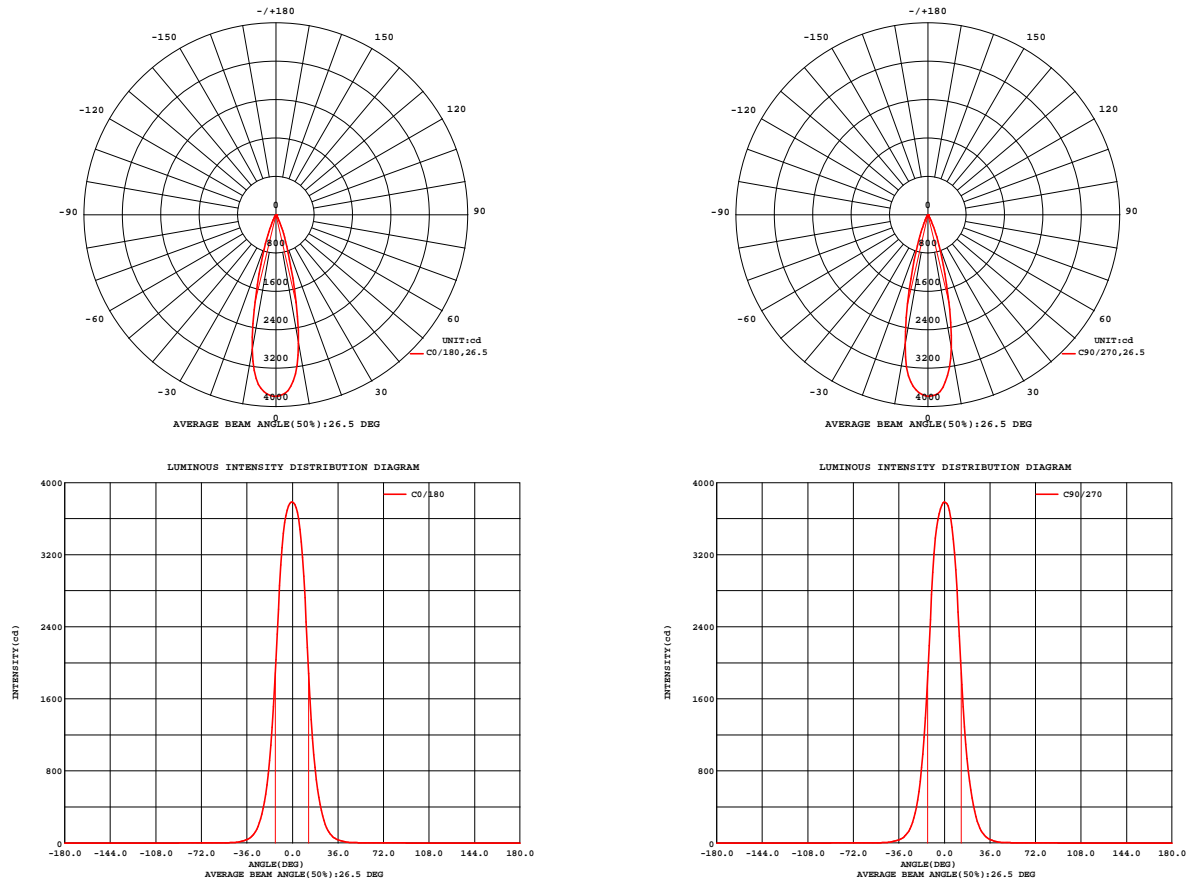 -/+180
-150 150
-120 120
-90 90
0
800
1600
-60 60
2400
UNIT:cd
C0/180,26.5
3200
-30 30
4000
0
AVERAGE BEAM ANGLE(50%):26.5 DEG
-/+180
-150 150
-120 120
-90 90
0
800
1600
-60 60
2400
UNIT:cd
C90/270,26.5
3200
-30 30
4000
0
AVERAGE BEAM ANGLE(50%):26.5 DEG
LUMINOUS INTENSITY DISTRIBUTION DIAGRAM
4000
C0/180
3200
2400
INTENSITY(cd)
1600
800
0
-180.0 -144.0 -108.0 -72.0 -36.0 0.0 36.0 72.0 108.0 144.0 180.0
ANGLE(DEG)
AVERAGE BEAM ANGLE(50%):26.5 DEG
LUMINOUS INTENSITY DISTRIBUTION DIAGRAM
4000
C90/270
3200
2400
INTENSITY(cd)
1600
800
0
-180.0 -144.0 -108.0 -72.0 -36.0 0.0 36.0 72.0 108.0 144.0 180.0
ANGLE(DEG)
AVERAGE BEAM ANGLE(50%):26.5 DEG